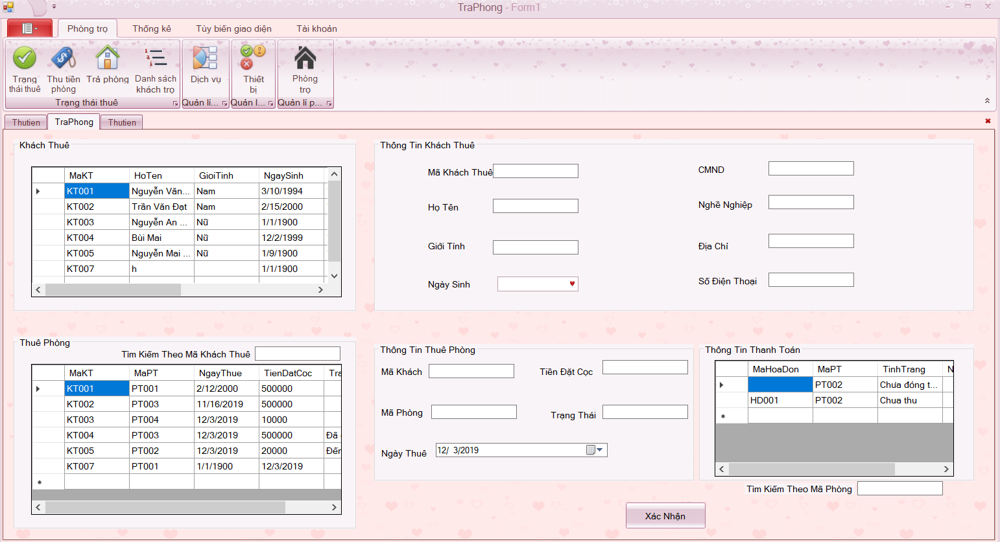 TraPhong - Form1
Phòng trọ
Thống kê
Tùy biến giao diện
Tài khoản
Trạng thái thuê
Thu tiền phòng
Trả phòng
Danh sách khách trọ
Dịch vụ
Thiết bị
Phòng trọ
Trạng thái thuê
Quản lí...
Quản l...
Quản lí p...
Thutien
TraPhong
Thutien
Khách Thuê
MaKT HoTen GioiTinh NgaySinh
KT001 Nguyễn Văn... Nam 3/10/1994
KT002 Trần Văn Đạt Nam 2/15/2000
KT003 Nguyễn An ... Nữ 1/1/1900
KT004 Bùi Mai Nữ 12/2/1999
KT005 Nguyễn Mai ... Nữ 1/9/1900
KT007 h 1/1/1900
Thông Tin Khách Thuê
Mã Khách Thuê
CMND
Họ Tên
Nghề Nghiệp
Giới Tính
Địa Chỉ
Ngày Sinh
Số Điện Thoại
Thuê Phòng
Tìm Kiếm Theo Mã Khách Thuê
MaKT MaPT NgayThue TienDatCoc Tra
KT001 PT001 2/12/2000 500000
KT002 PT003 11/16/2019 500000
KT003 PT004 12/3/2019 10000
KT004 PT003 12/3/2019 500000 Đã
KT005 PT002 12/3/2019 20000 Đến
KT007 PT001 1/1/1900 12/3/2019
Thông Tin Thuê Phòng
Mã Khách
Tiền Đặt Cọc
Mã Phòng
Trạng Thái
Ngày Thuê
12/ 3/2019
Thông Tin Thanh Toán
MaHoaDon MaPT TinhTrang N
PT002 Chưa đóng t...
HD001 PT002 Chua thu
Tìm Kiếm Theo Mã Phòng
Xác Nhận